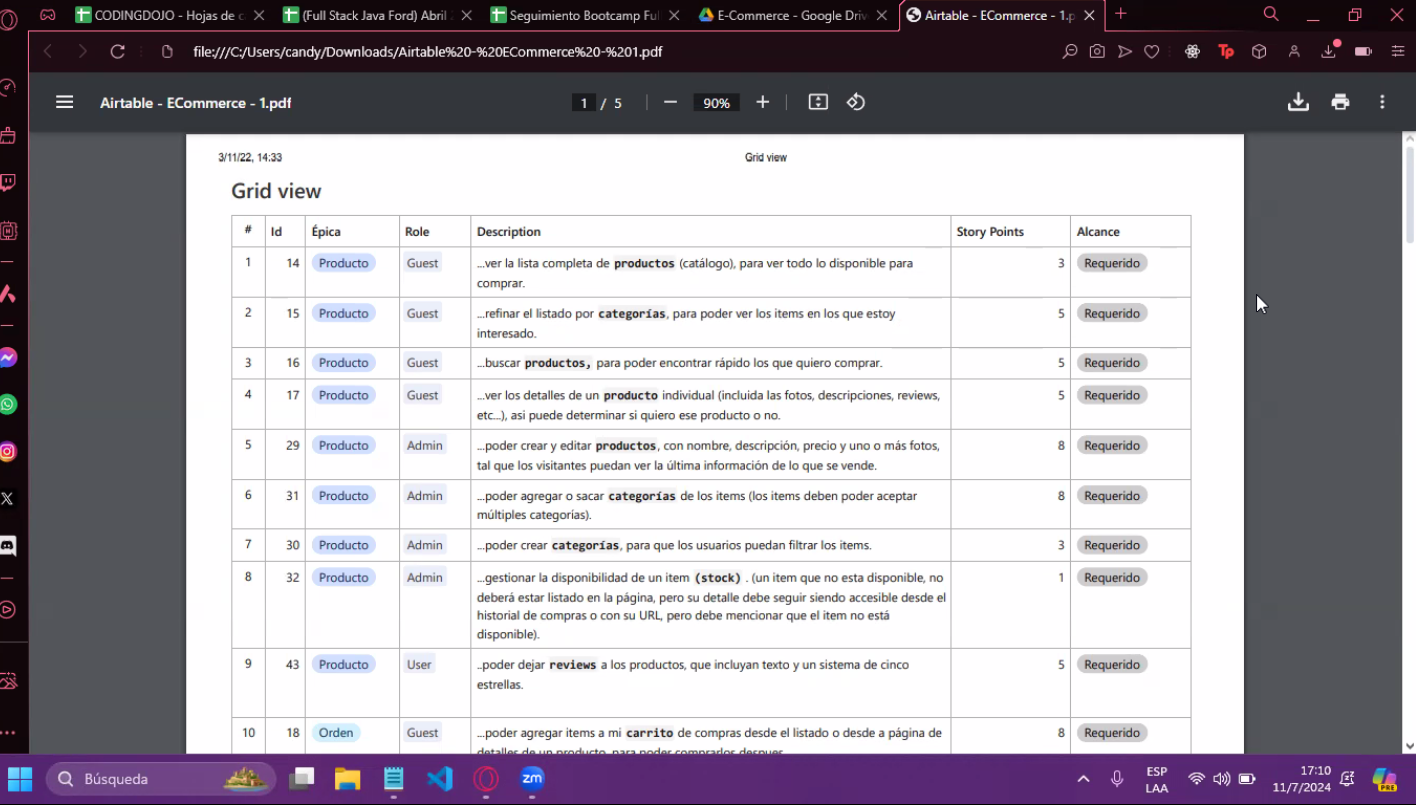 CODINGDOJO - Hojas de c
(Full Stack Java Ford) Abril
Seguimiento Bootcamp Ful
E-Commerce - Google Driv
Airtable - ECommerce - 1.p
file:///C:/Users/candy/Downloads/Airtable%20-%20ECommerce%20-%201.pdf
Tp
Airtable - ECommerce - 1.pdf
1 / 5
90%
3/11/22, 14:33
Grid view
Grid view
# Id Épica Role Description Story Points Alcance
1 14 Producto Guest ...ver la lista completa de productos (catálogo), para ver todo lo disponible para 3 Requerido
comprar.
2 15 Producto Guest ...refinar el listado por categorías, para poder ver los items en los que estoy 5 Requerido
interesado.
3 16 Producto Guest ...buscar productos, para poder encontrar rápido los que quiero comprar. 5 Requerido
4 17 Producto Guest ...ver los detalles de un producto individual (incluida las fotos, descripciones, reviews, 5 Requerido
etc...), asi puede determinar si quiero ese producto o no.
5 29 Producto Admin ...poder crear y editar productos, con nombre, descripción, precio y uno o más fotos, 8 Requerido
tal que los visitantes puedan ver la última información de lo que se vende.
6 31 Producto Admin ...poder agregar o sacar categorías de los items (los items deben poder aceptar 8 Requerido
múltiples categorías).
7 30 Producto Admin ...poder crear categorías, para que los usuarios puedan filtrar los items. 3 Requerido
8 32 Producto Admin ...gestionar la disponibilidad de un item (stock) . (un item que no esta disponible, no 1 Requerido
deberá estar listado en la página, pero su detalle debe seguir siendo accesible desde el
historial de compras o con su URL, pero debe mencionar que el item no está
disponible).
9 43 Producto User ..poder dejar reviews a los productos, que incluyan texto y un sistema de cinco 5 Requerido
estrellas.
10 18 Orden Guest ...poder agregar items a mi carrito de compras desde el listado o desde a página de 8 Requerido
detalles de un producto, para poder comprarlos despues
Búsqueda
zm
ESP
LAA
17:10
11/7/2024
PRE